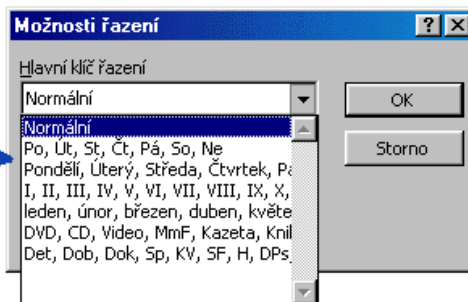 Možnosti řazení
Hlavní klíč řazení
Normální
OK
Normální
Po, Út, St, Čt, Pá, So, Ne
Storno
Pondělí, Úterý, Středa, Čtvrtek, Pá
I, II, III, IV, V, VI, VII, VIII, IX, X,
leden, únor, březen, duben, květe
DVD, CD, Video, MmF, Kazeta, Kni
Det, Dob, Dok, Sp, KV, SF, H, DPs,